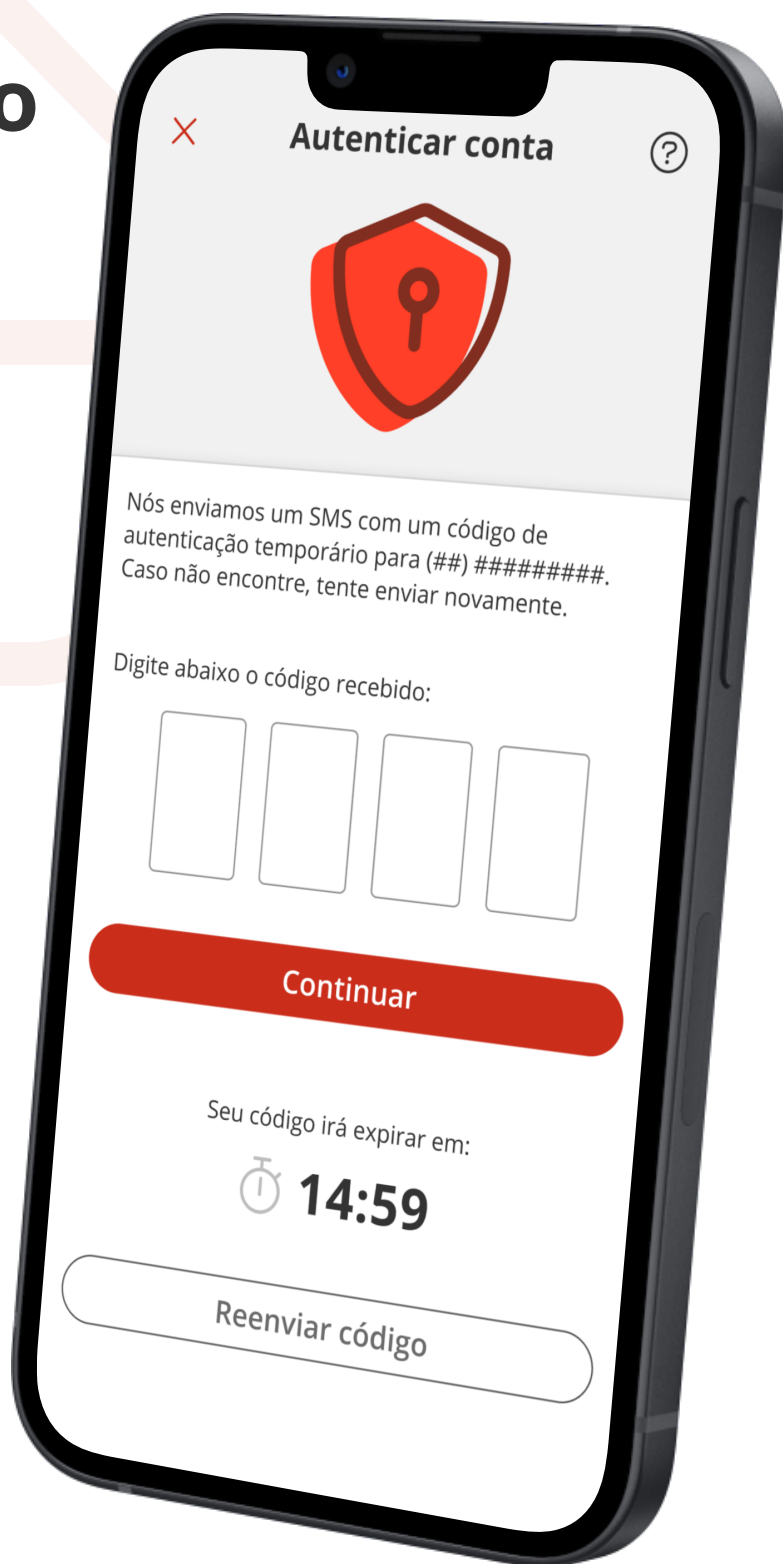 o
Autenticar conta
Nós enviamos um SMS com um código de
autenticação temporário para (##) #########.
Caso não encontre, tente enviar novamente.
Digite abaixo o código recebido:
Continuar
Seu código irá expirar em:
14:59
Reenviar código